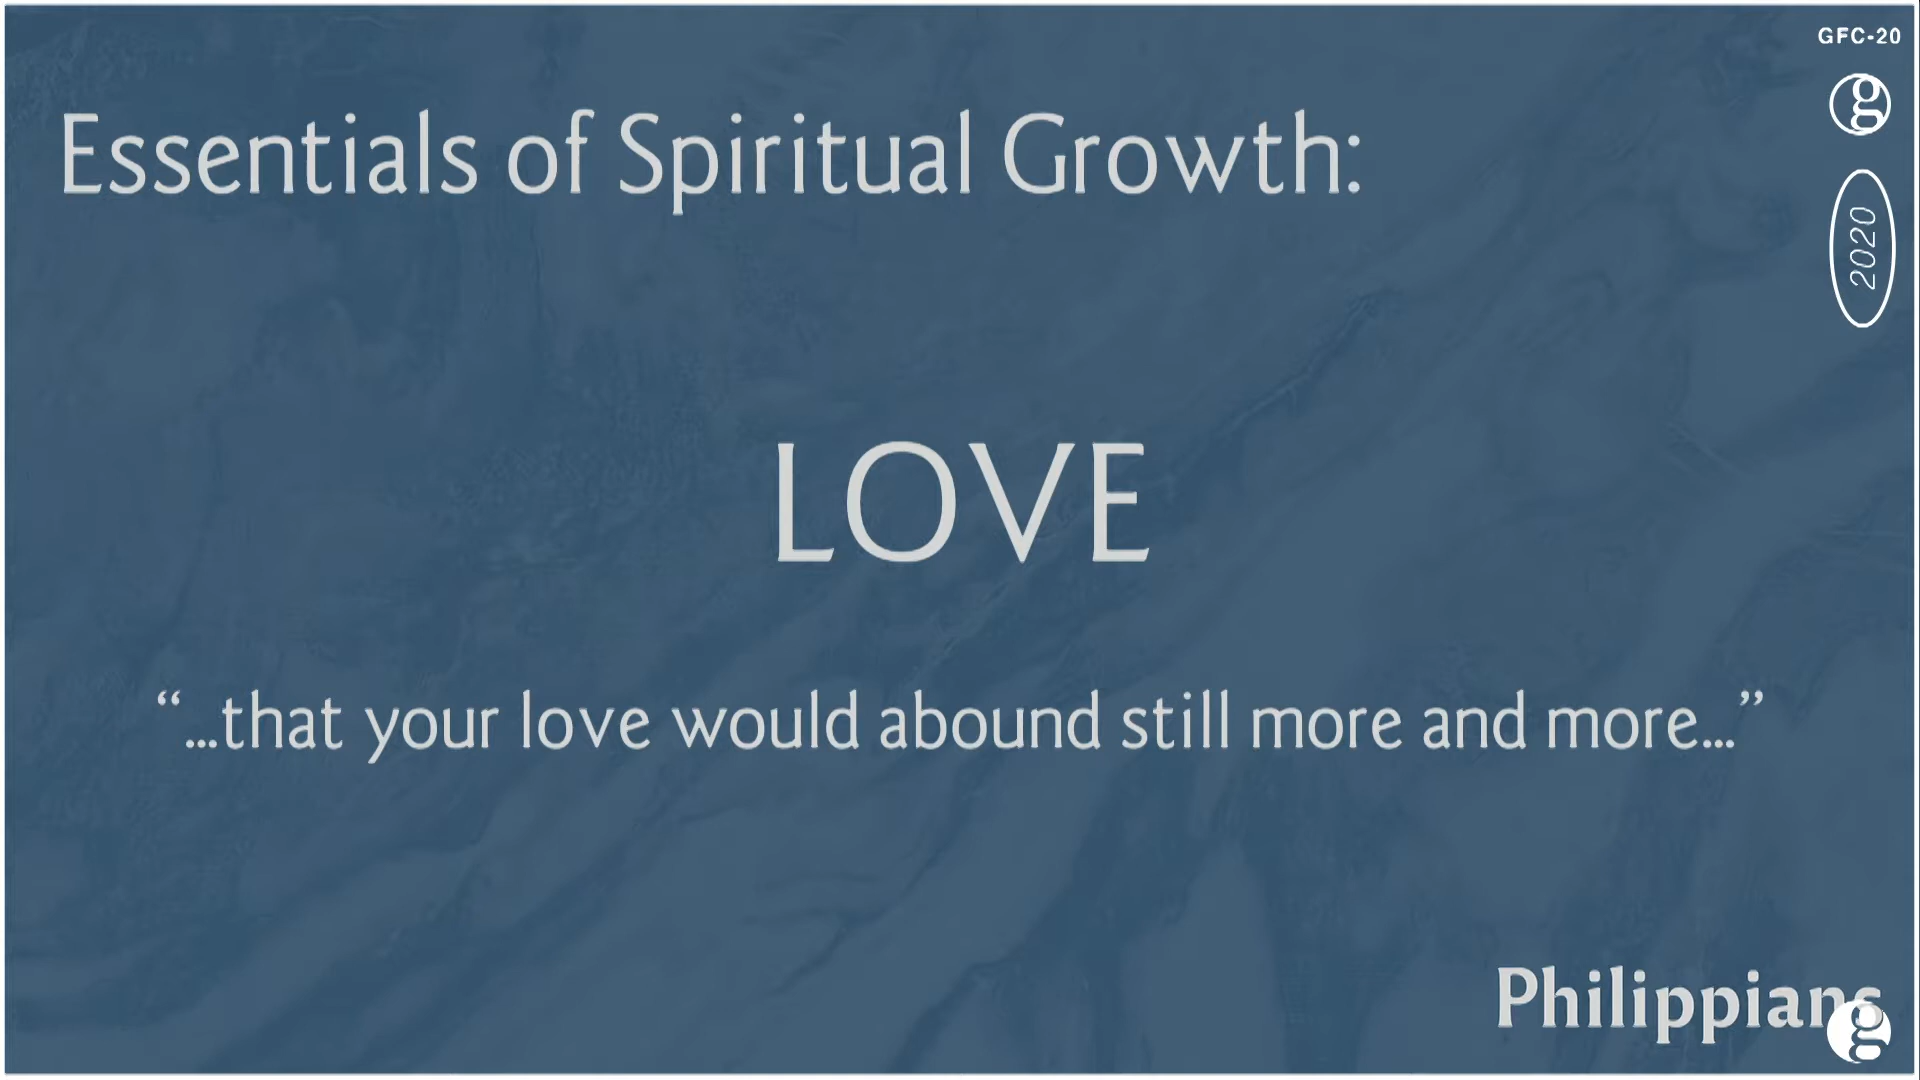 GFC-20
g
2020
Essentials of Spiritual Growth:
LOVE
“...that your love would abound still more and more...”
Philippians
g